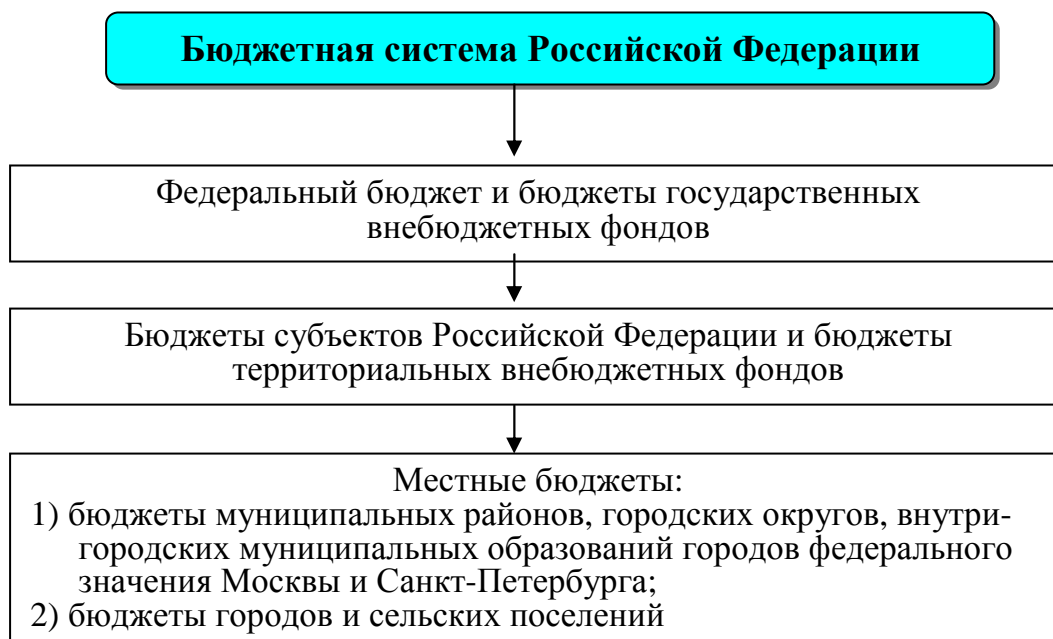 Бюджетная система Российской Федерации
Федеральный бюджет и бюджеты государственных
внебюджетных фондов
Бюджеты субъектов Российской Федерации и бюджеты
территориальных внебюджетных фондов
Местные бюджеты:
1) бюджеты муниципальных районов, городских округов, внутри-
городских муниципальных образований городов федерального
значения Москвы и Санкт-Петербурга;
2) бюджеты городов и сельских поселений